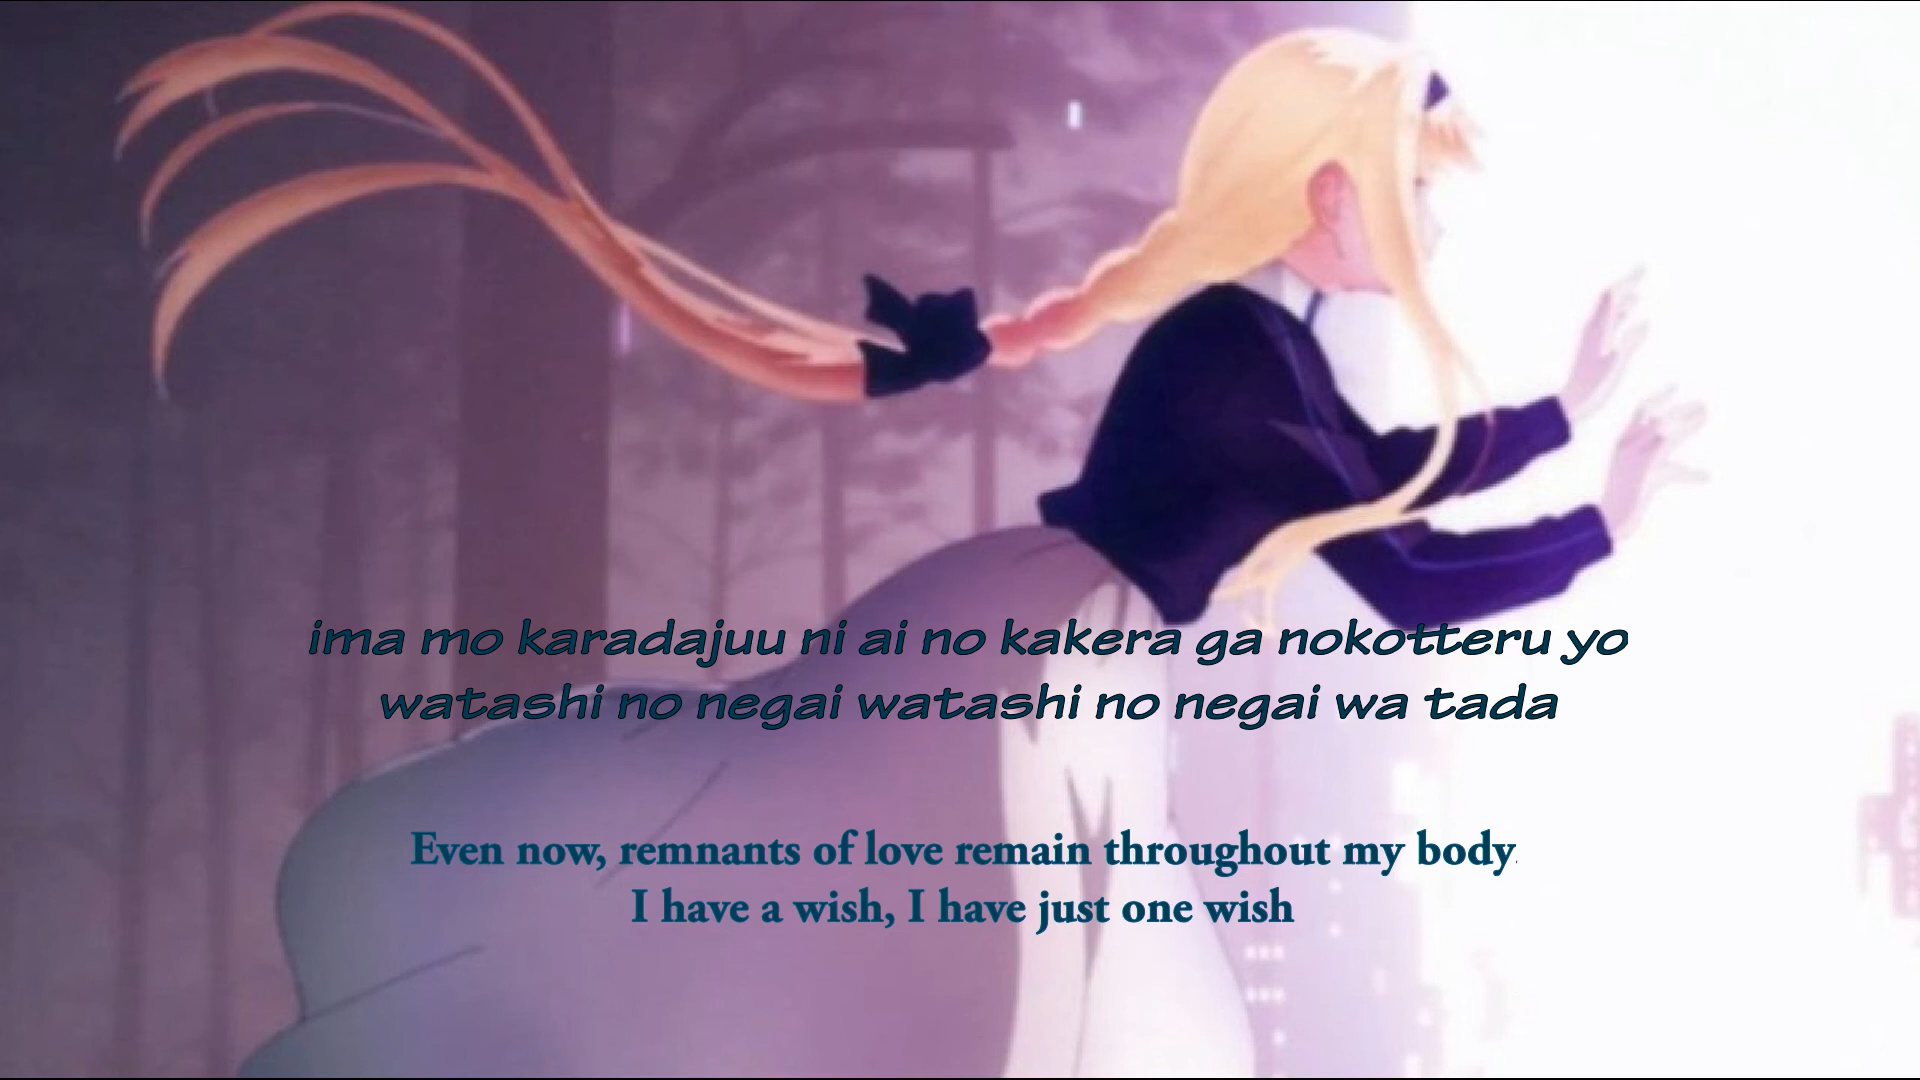 ima mo karadajuu ni ai no kakera ga nokotteru yo
watashi no negai watashi no negai wa tada
Even now, remnants of love remain throughout my body
I have a wish, I have just one wish